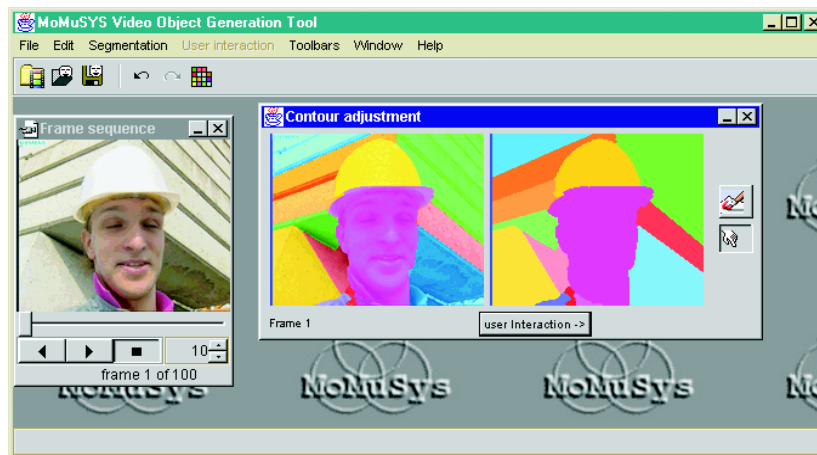 MoMuSYS Video Object Generation Tool
File Edit Segmentation User interaction Toolbars Window Help
Frame sequence
10
frame 1 of 100
Contour adjustment
Frame 1
user Interaction ->
MoMuSys
MoMuSys
MoMuSys